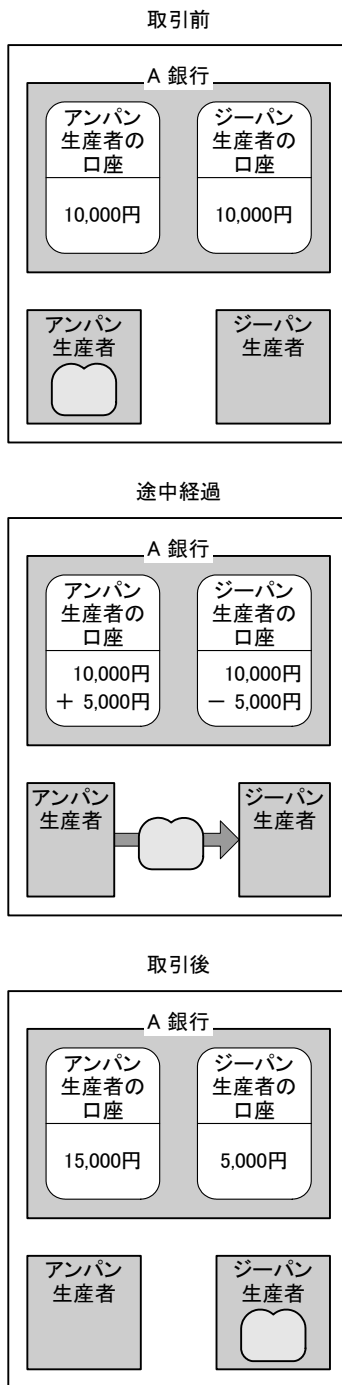 取引前
A 銀行
アンパン
生産者の
口座
10,000円
ジーパン
生産者の
口座
10,000円
アンパン
生産者
ジーパン
生産者
途中経過
A 銀行
アンパン
生産者の
口座
10,000円
＋ 5,000円
ジーパン
生産者の
口座
10,000円
－ 5,000円
アンパン
生産者
ジーパン
生産者
取引後
A 銀行
アンパン
生産者の
口座
15,000円
ジーパン
生産者の
口座
5,000円
アンパン
生産者
ジーパン
生産者